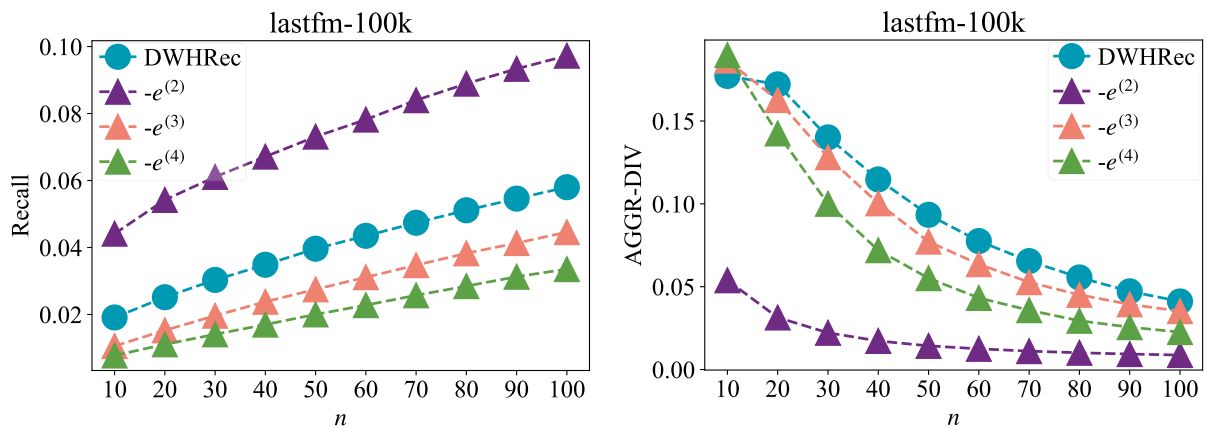 lastfm-100k
Recall
0.10
0.08
0.06
0.04
0.02
DWHRec
-e(2)
-e(3)
-e(4)
10 20 30 40 50 60 70 80 90 100
n
lastfm-100k
AGGR-DIV
0.15
0.10
0.05
0.00
DWHRec
-e(2)
-e(3)
-e(4)
10 20 30 40 50 60 70 80 90 100
n